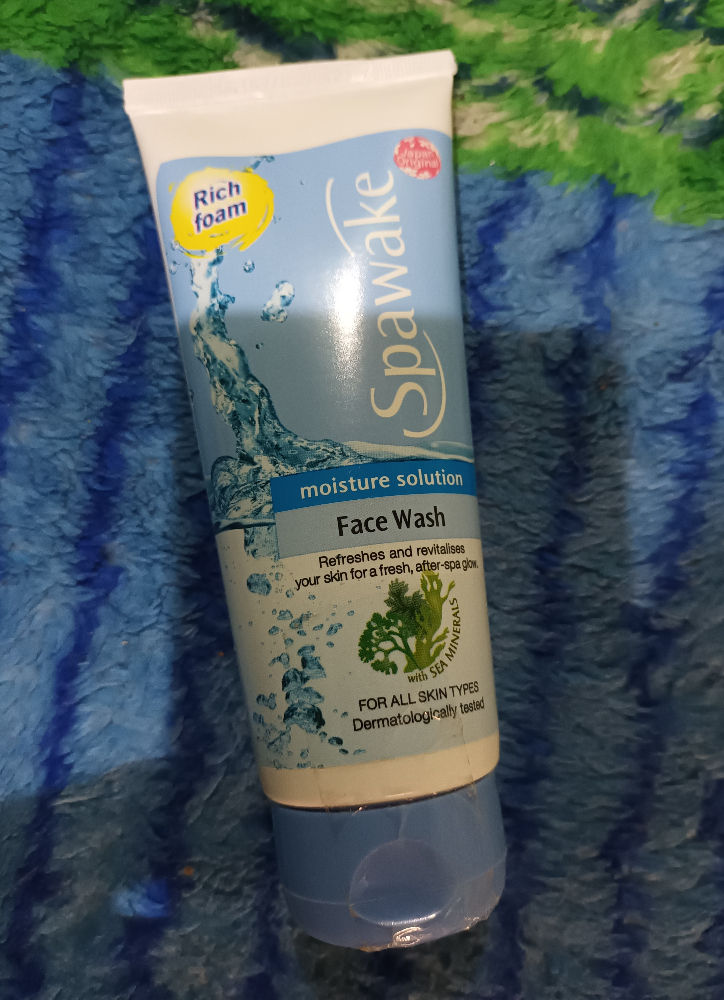 Rich
foam
Japan
Original
Spawake
moisture solution
Face Wash
Refreshes and revitalises
your skin for a fresh, after-spa glow.
with SEA MINERALS
FOR ALL SKIN TYPES
Dermatologically tested